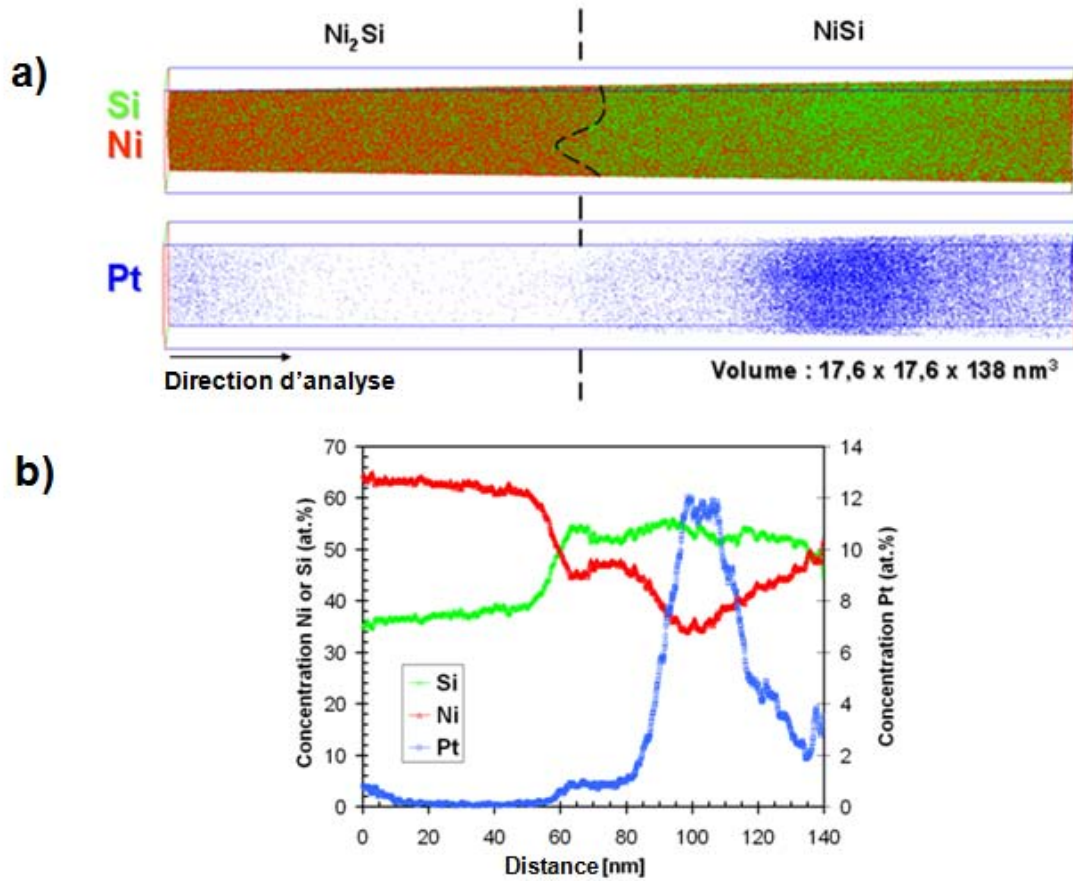 Ni₂Si
NiSi
a)
Si
Ni
Pt
Direction d'analyse
Volume : 17,6 x 17,6 x 138 nm³
b)
70
60
50
40
30
20
10
0
Concentration Ni or Si (at.%)
14
12
10
8
6
4
2
0
Concentration Pt (at.%)
Si
Ni
Pt
0 20 40 60 80 100 120 140
Distance [nm]